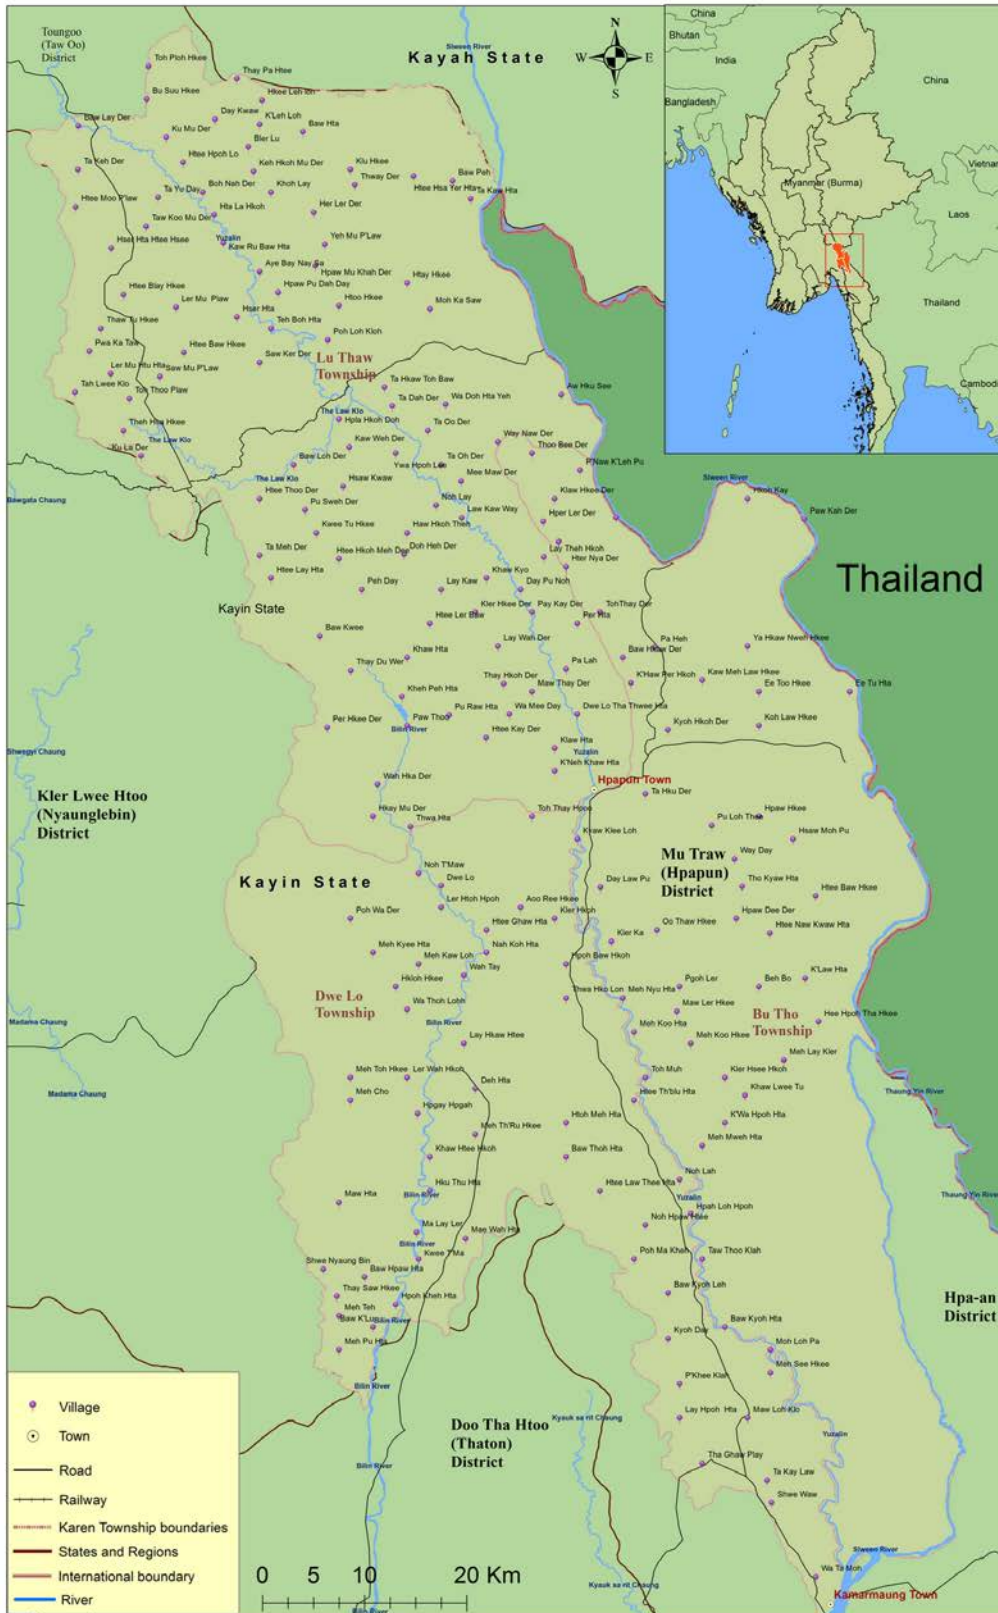 Toungoo
(Taw Oo)
District
Kayah State
Slween River
N
W
E
S
China
Bhutan
India
China
Bangladesh
Myanmar (Burma)
Vietnam
Laos
Thailand
Cambodia
Toh Ploh Hkee
Thay Pa Htee
Bu Suu Hkee
Hkee Leh loh
Day Kwaw
K'Leh Loh
Baw Lay Der
Baw Hta
Ku Mu Der
Bler Lu
Htee Hpoh Lo
Ta Keh Der
Keh Hkoh Mu Der
Klu Hkee
Thway Der
Baw Peh
Htee Hsa Yer Hta
Ta Kaw Hta
Ta Yu Day
Boh Neh Der
Khoh Lay
Htee Moo P'law
Hta La Hkoh
Her Ler Der
Taw Koo Mu Der
Yuzalin
Hser Hta Htee Hsee
Kaw Ru Baw Hta
Yeh Mu P'Law
Aye Bay Nay Sa
Hpaw Mu Khah Der
Htay Hkee
Htee Blay Hkee
Hpaw Pu Dah Day
Ler Mu Plaw
Htoo Hkee
Moh Ka Saw
Hser Hta
Thaw Tu Hkee
Teh Boh Hta
Poh Loh Kloh
Pwa Ka Taw
Htee Baw Hkee
Saw Ker Der
Lu Thaw
Township
Ler Mu Htu Hta
Saw Mu P'Law
Tah Lwee Klo
Toh Thoo Plaw
Ta Hkaw Toh Baw
Aw Hku See
Ta Dah Der
Wa Doh Hta Yeh
The Law Klo
Hpla Hkoh Doh
Theh Hta Hkee
The Law Klo
Ku La Der
Ta Oo Der
Way Naw Der
Kaw Weh Der
Thoo Bee Der
Baw Loh Der
Ywa Hpoh Loh
Ta Oh Der
P'Naw K'Leh Pu
The Law Klo
Hsaw Kwaw
Mee Maw Der
Slween River
Bawgata Chaung
Htee Thoo Der
Pu Sweh Der
Noh Lay
Klaw Hkee Der
Hkoh Kay
Law Kaw Way
Hper Ler Der
Paw Kah Der
Kwee Tu Hkee
Haw Hkoh Theh
Ta Meh Der
Htee Hkoh Meh Der
Doh Heh Der
Lay Theh Hkoh
Hter Nya Der
Htee Lay Hta
Peh Day
Lay Kaw
Khaw Kyo
Day Pu Noh
Thailand
Kayin State
Kler Hkee Der
Pay Kay Der
TohThay Der
Htee Ler Baw
Per Hta
Baw Kwee
Lay Wah Der
Pa Heh
Ya Hkaw Nweh Hkee
Khaw Hta
Baw Hkaw Der
Thay Du Wer
Pa Lah
Thay Hkoh Der
K'Haw Per Hkoh
Kaw Meh Law Hkee
Maw Thay Der
Ee Too Hkee
Ee Tu Hta
Kheh Peh Hta
Pu Raw Hta
Wa Mee Day
Dwe Lo Tha Thwee Hta
Per Hkee Der
Paw Thoo
Bilin River
Kyoh Hkoh Der
Koh Law Hkee
Htee Kay Der
Klaw Hta
Yuzalin
Shwegyi Chaung
K'Neh Khaw Hta
Wah Hka Der
Hpapun Town
Ta Hku Der
Kler Lwee Htoo
(Nyaunglebin)
District
Hkay Mu Der
Thwa Hta
Toh Thay Hpoo
Pu Loh Theh
Hpaw Hkee
Kyaw Klee Loh
Hsaw Moh Pu
Mu Traw
(Hpapun)
District
Way Day
Noh T'Maw
Kayin State
Dwe Lo
Day Law Pu
Tho Kyaw Hta
Htee Baw Hkee
Ler Htoh Hpoh
Aoo Ree Hkee
Poh Wa Der
Htee Ghaw Hta
Kler Hkoh
Oo Thaw Hkee
Hpaw Dee Der
Htee Naw Kwaw Hta
Kler Ka
Meh Kyee Hta
Meh Kaw Loh
Nah Koh Hta
Hpoh Baw Hkoh
Wah Tay
Hkloh Hkee
Pgoh Ler
Beh Bo
K'Law Hta
Dwe Lo
Township
Wa Thoh Lohh
Thwa Hko Lon
Meh Nyu Hta
Maw Ler Hkee
Bilin River
Bu Tho
Township
Hee Hpoh Tha Hkee
Madama Chaung
Lay Hkaw Htee
Meh Koo Hta
Meh Koo Hkee
Meh Lay Kler
Meh Toh Hkee
Ler Wah Hkoh
Toh Muh
Kler Hsee Hkoh
Madama Chaung
Meh Cho
Deh Hta
Htee Th'blu Hta
Khaw Lwee Tu
Thaung Yin River
Hpgay Hpgah
Htoh Meh Hta
K'Wa Hpoh Hta
Meh Th'Ru Hkee
Meh Mweh Hta
Khaw Htee Hkoh
Baw Thoh Hta
Noh Lah
Hku Thu Hta
Htee Law Thee Hta
Maw Hta
Bilin River
Yuzalin
Thaung Yin River
Hpah Loh Hpoh
Noh Hpaw Htee
Ma Lay Ler
Mae Wah Hta
Bilin River
Kwee T'Ma
Shwe Nyaung Bin
Poh Ma Kheh
Taw Thoo Klah
Baw Hpaw Hta
Thay Saw Hkee
Hpoh Kheh Hta
Baw Kyoh Leh
Hpa-an
District
Meh Teh
Baw K'Lu
Bilin River
Baw Kyoh Hta
Meh Pu Hta
Kyoh Day
Moh Loh Pa
Meh See Hkee
Bilin River
P'Khee Klah
Kyauk sa rit Chaung
Lay Hpoh Hta
Maw Loh Klo
Yuzalin
Doo Tha Htoo
(Thaton)
District
Tha Ghaw Play
Bilin River
Ta Kay Law
Shwe Waw
Slween River
Wa Ta Moh
Kyauk sa rit Chaung
Kamarmaung Town
Bilin River
Village
Town
Road
Railway
Karen Township boundaries
States and Regions
International boundary
River
0 5 10 20 Km